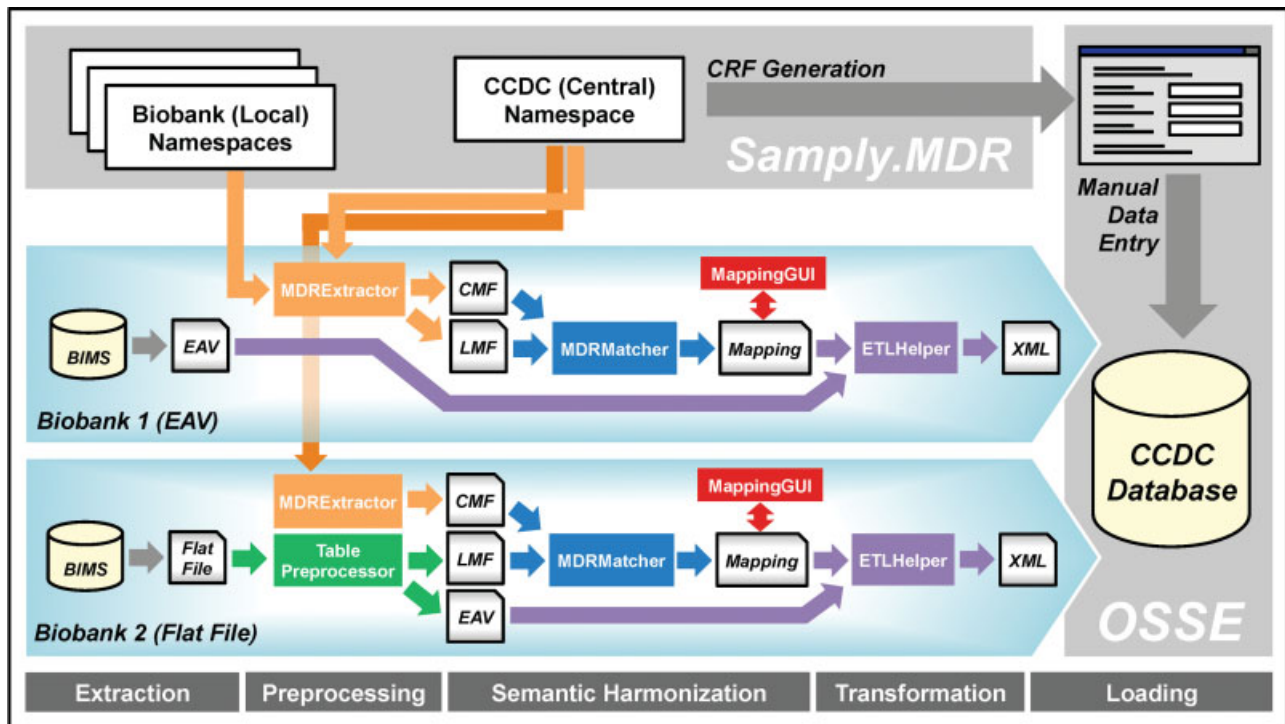 Biobank (Local)
Namespaces
CCDC (Central)
Namespace
CRF Generation
Samply.MDR
Manual
Data
Entry
MDRExtractor
CMF
LMF
MappingGUI
BIMS
EAV
MDRMatcher
Mapping
ETLHelper
XML
Biobank 1 (EAV)
CCDC
Database
MDRExtractor
CMF
MappingGUI
BIMS
Flat
File
Table
Preprocessor
LMF
MDRMatcher
Mapping
ETLHelper
XML
EAV
Biobank 2 (Flat File)
OSSE
Extraction
Preprocessing
Semantic Harmonization
Transformation
Loading